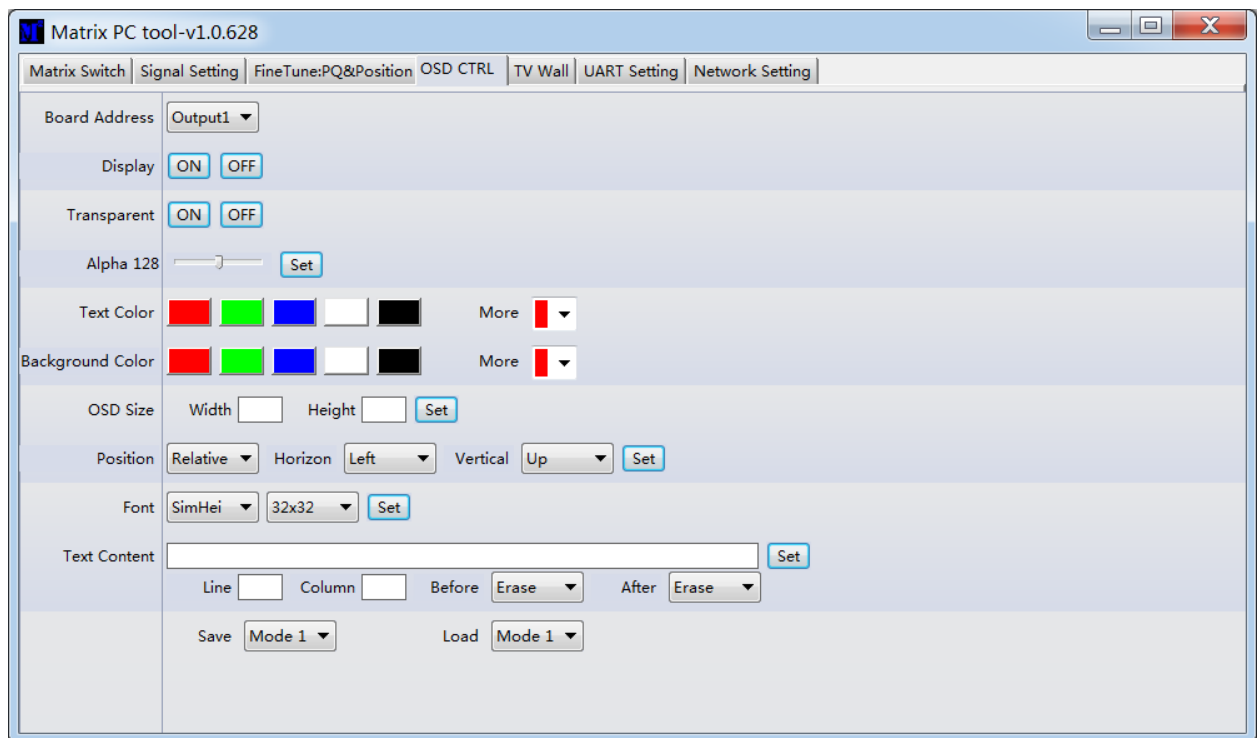 Matrix PC tool-v1.0.628
Matrix Switch Signal Setting FineTune:PQ&Position OSD CTRL TV Wall UART Setting Network Setting
Board Address Output1
Display ON OFF
Transparent ON OFF
Alpha 128 Set
Text Color More
Background Color More
OSD Size Width Height Set
Position Relative Horizon Left Vertical Up Set
Font SimHei 32x32 Set
Text Content Set
Line Column Before Erase After Erase
Save Mode 1 Load Mode 1